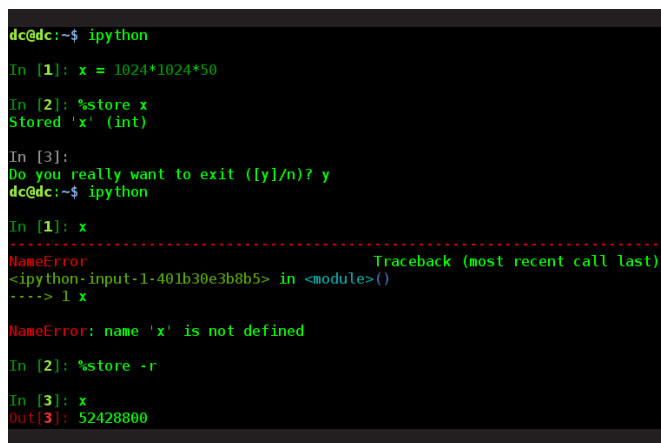 dc@dc:~$ ipython
In [1]: x = 1024*1024*50
In [2]: %store x
Stored 'x' (int)
In [3]:
Do you really want to exit ([y]/n)? y
dc@dc:~$ ipython
In [1]: x
---------------------------------------------------------------------------
NameError                                 Traceback (most recent call last)
<ipython-input-1-401b30e3b8b5> in <module>()
----> 1 x
NameError: name 'x' is not defined
In [2]: %store -r
In [3]: x
Out[3]: 52428800